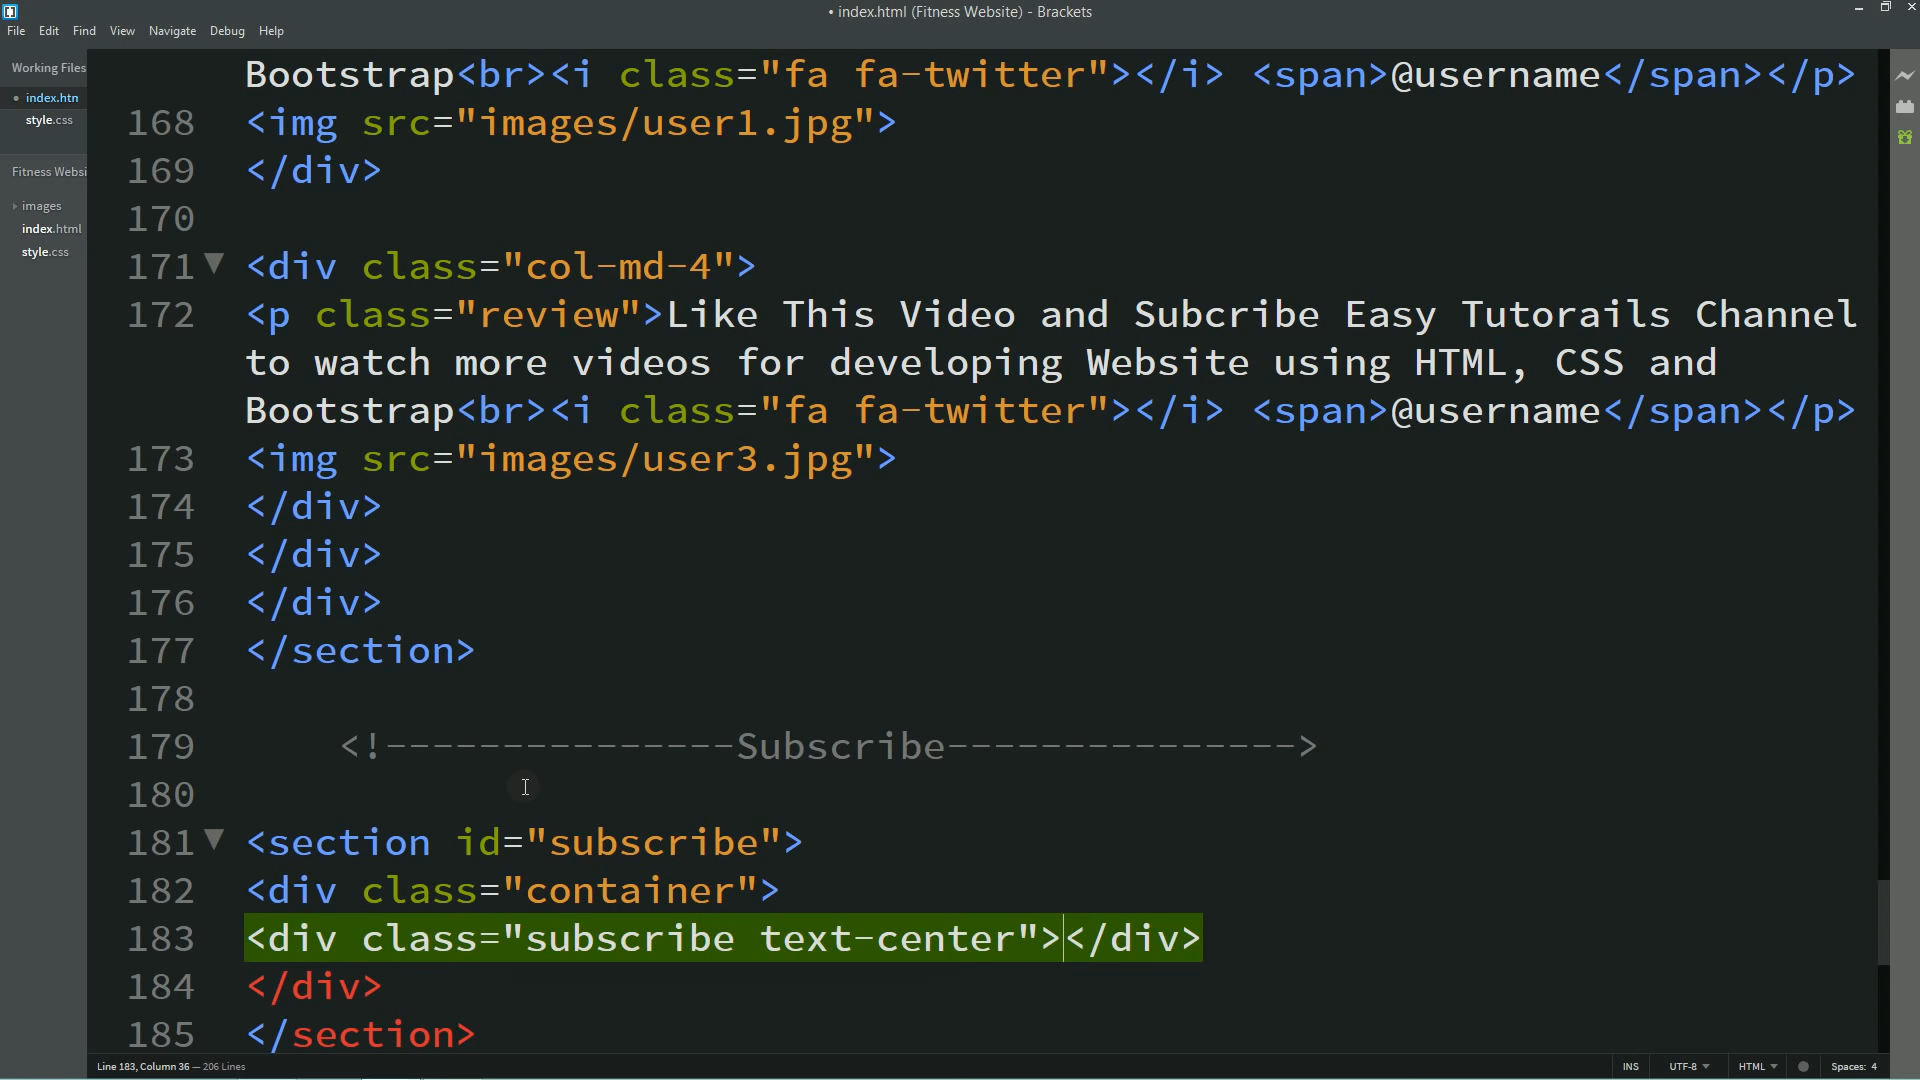 • index.html (Fitness Website) - Brackets
File Edit Find View Navigate Debug Help
Working Files
• index.htn
style.css
Fitness Websi
images
index.html
style.css
Bootstrap<br><i class="fa fa-twitter"></i> <span>@username</span></p>
168 <img src="images/user1.jpg">
169 </div>
170
171 <div class="col-md-4">
172 <p class="review">Like This Video and Subcribe Easy Tutorails Channel
to watch more videos for developing Website using HTML, CSS and
Bootstrap<br><i class="fa fa-twitter"></i> <span>@username</span></p>
173 <img src="images/user3.jpg">
174 </div>
175 </div>
176 </div>
177 </section>
178
179 <!---------------Subscribe--------------->
180
181 <section id="subscribe">
182 <div class="container">
183 <div class="subscribe text-center"></div>
184 </div>
185 </section>
Line 183, Column 36 — 206 Lines
INS UTF-8 HTML Spaces: 4